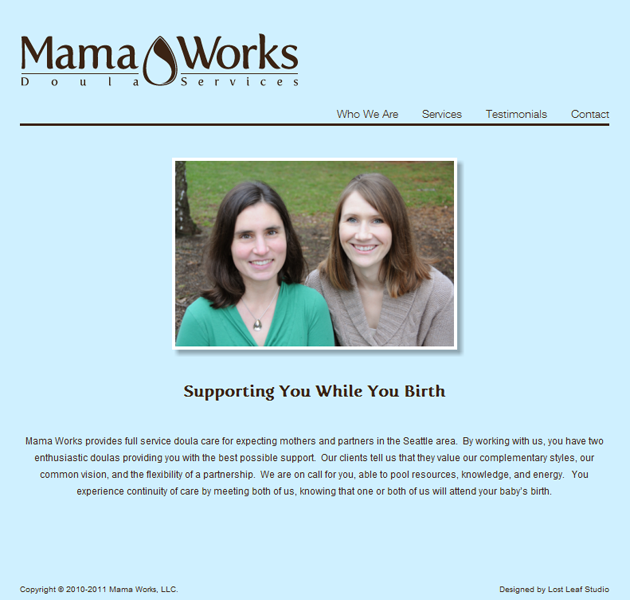 Mama Works
Doula Services
Who We Are Services Testimonials Contact
Supporting You While You Birth
Mama Works provides full service doula care for expecting mothers and partners in the Seattle area. By working with us, you have two
enthusiastic doulas providing you with the best possible support. Our clients tell us that they value our complementary styles, our
common vision, and the flexibility of a partnership. We are on call for you, able to pool resources, knowledge, and energy. You
experience continuity of care by meeting both of us, knowing that one or both of us will attend your baby's birth.
Copyright © 2010-2011 Mama Works, LLC. Designed by Lost Leaf Studio